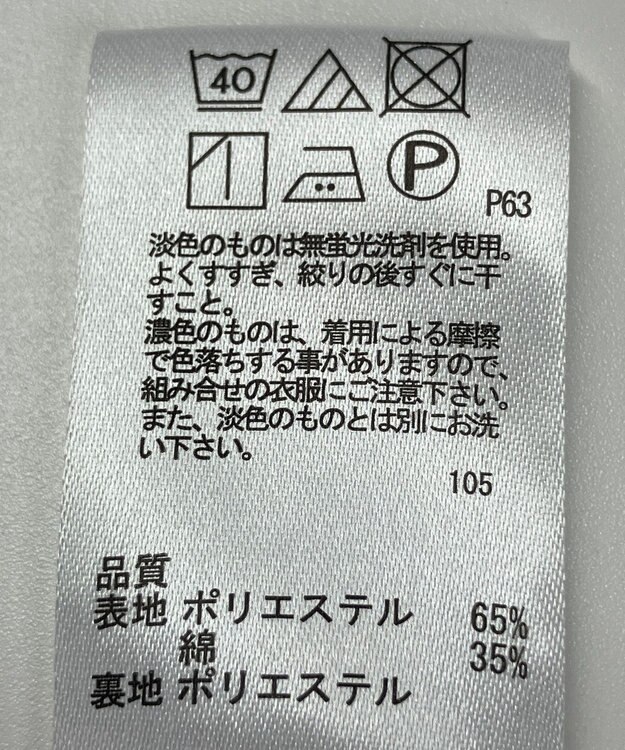 40
P
P63
淡色のものは無蛍光洗剤を使用。
よくすすぎ、絞りの後すぐに干
すこと。
濃色のものは、着用による摩擦
で色落ちする事がありますので、
組み合せの衣服にご注意下さい。
また、淡色のものとは別にお洗
い下さい。
105
品質
表地 ポリエステル 65%
綿 35%
裏地 ポリエステル